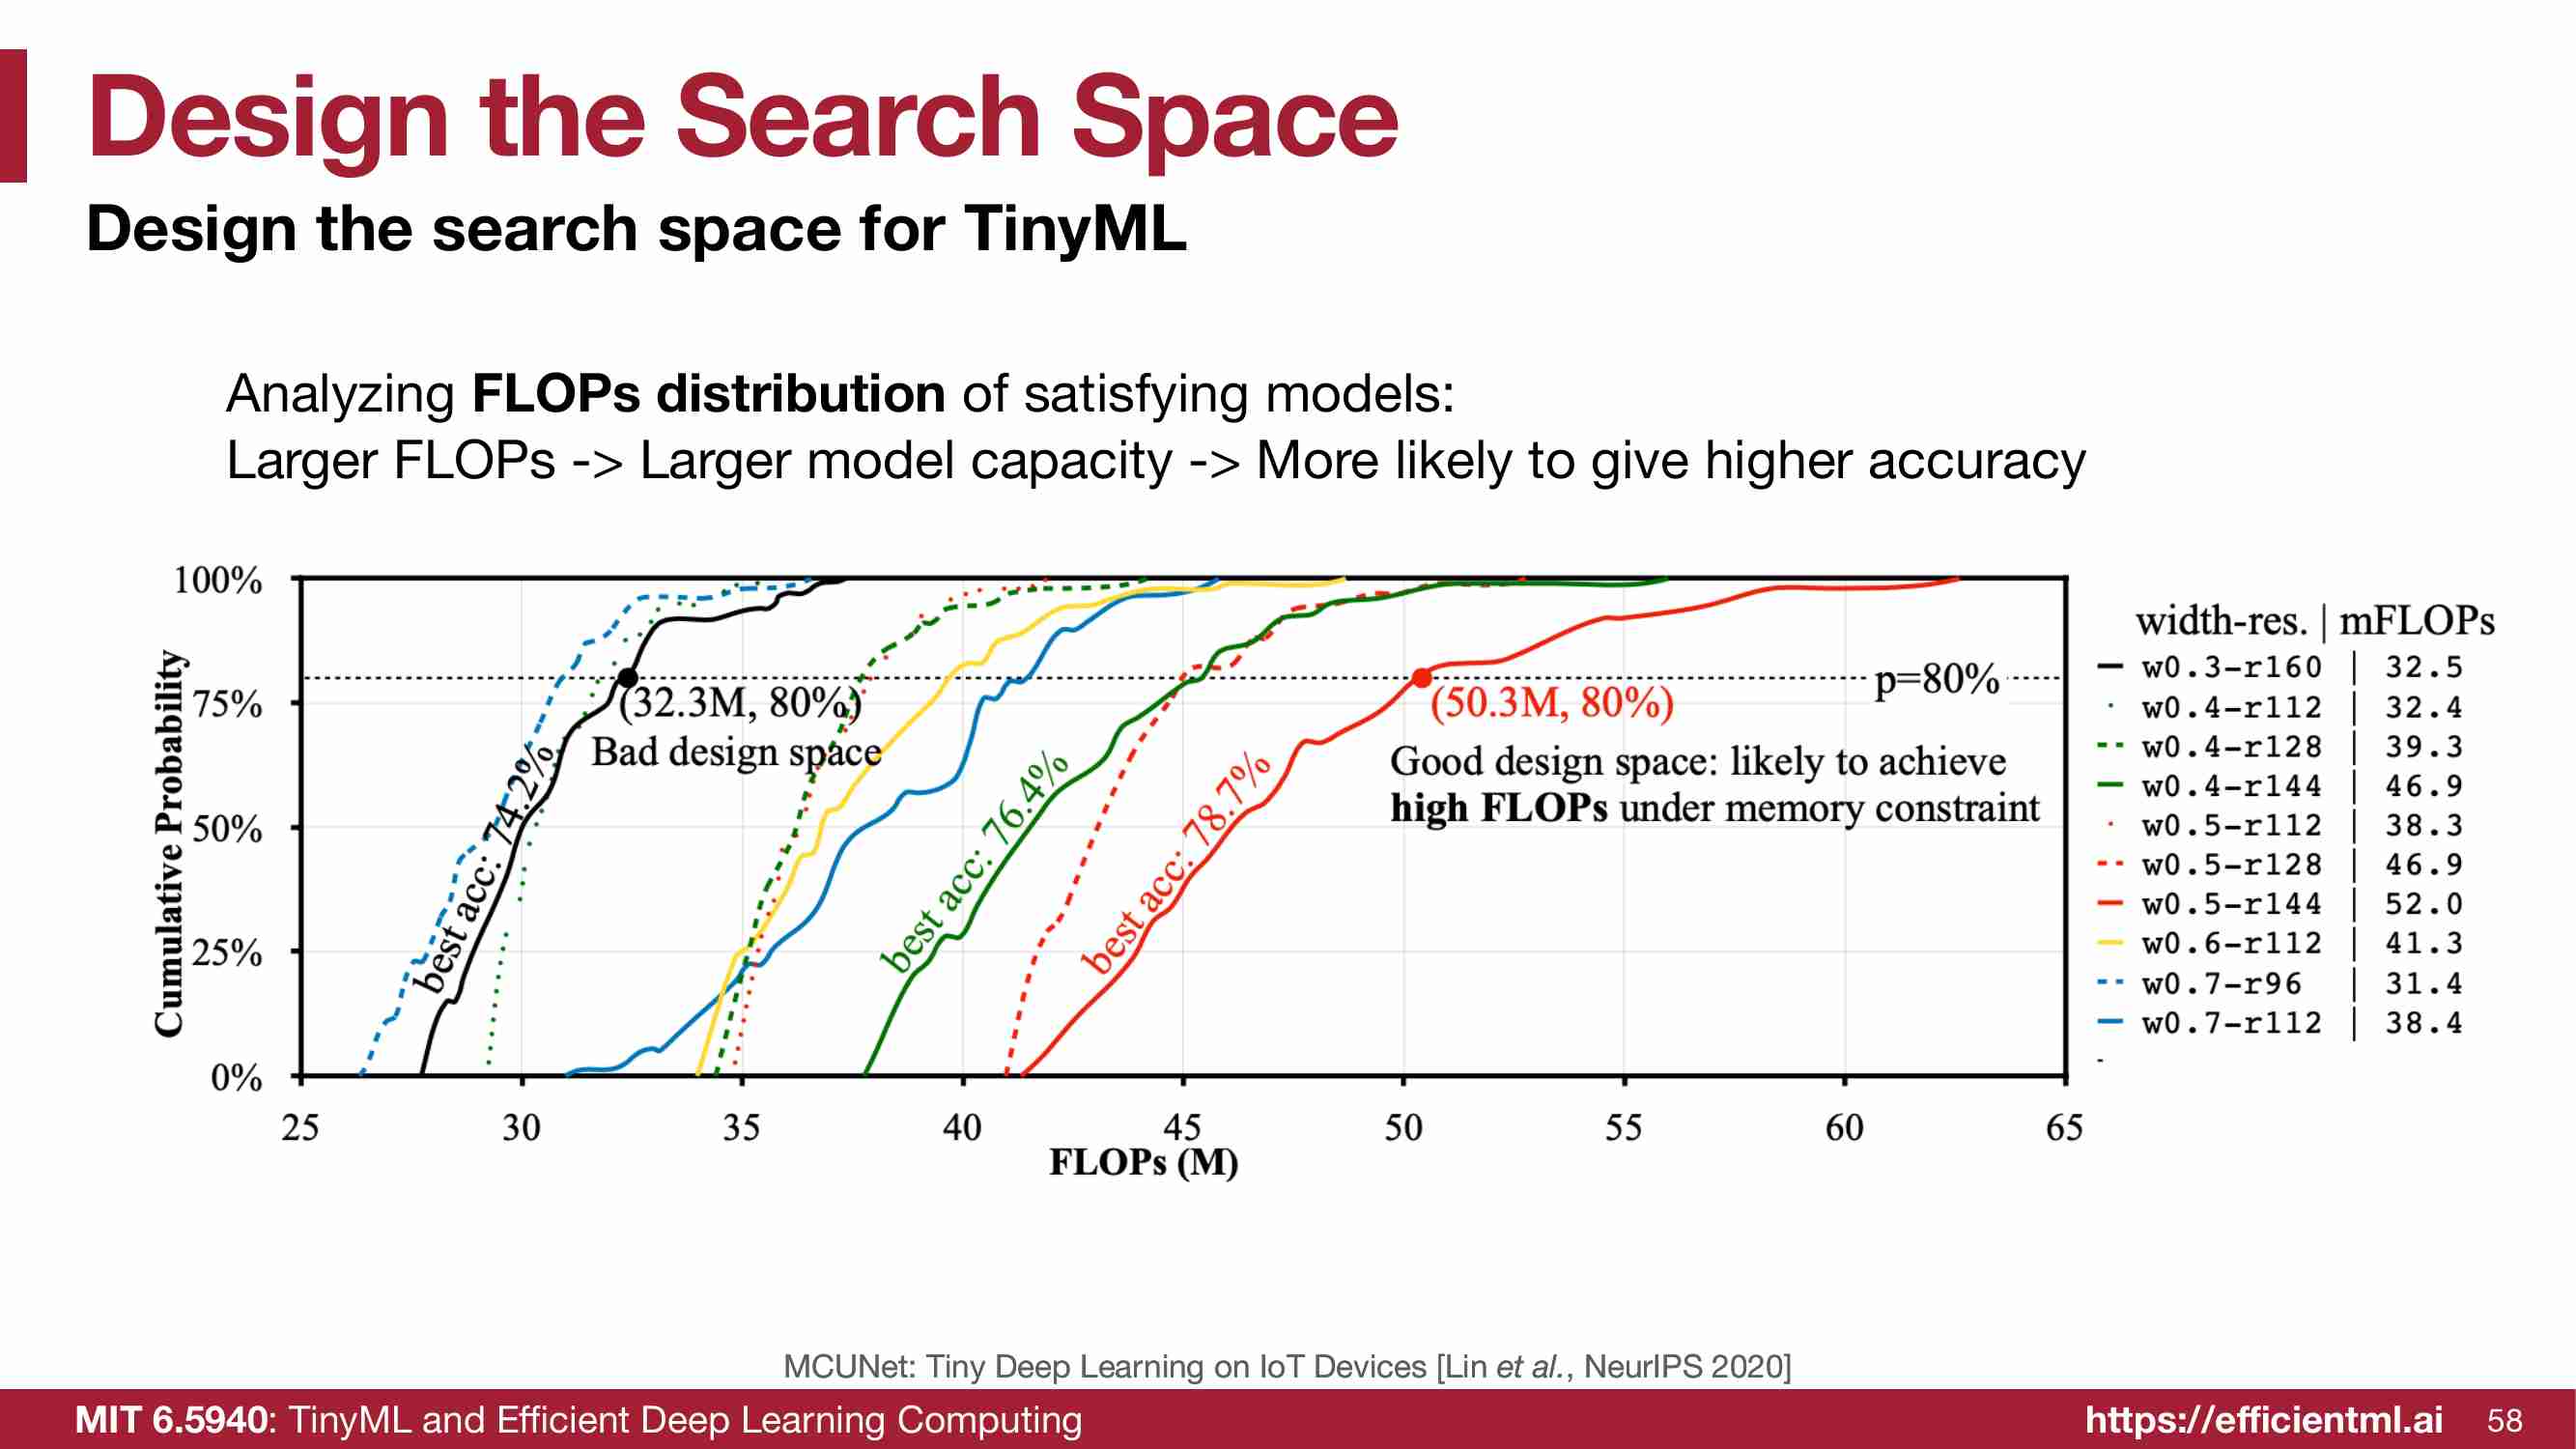 Design the Search Space
Design the search space for TinyML
Analyzing FLOPs distribution of satisfying models:
Larger FLOPs -> Larger model capacity -> More likely to give higher accuracy
100%
75%
50%
25%
0%
Cumulative Probability
25 30 35 40 45 50 55 60 65
FLOPs (M)
best acc: 74.2%
(32.3M, 80%)
Bad design space
best acc: 76.4%
best acc: 78.7%
(50.3M, 80%)
p=80%
Good design space: likely to achieve
high FLOPs under memory constraint
width-res. | mFLOPs
w0.3-r160 | 32.5
w0.4-r112 | 32.4
w0.4-r128 | 39.3
w0.4-r144 | 46.9
w0.5-r112 | 38.3
w0.5-r128 | 46.9
w0.5-r144 | 52.0
w0.6-r112 | 41.3
w0.7-r96 | 31.4
w0.7-r112 | 38.4
MCUNet: Tiny Deep Learning on IoT Devices [Lin et al., NeurIPS 2020]
MIT 6.5940: TinyML and Efficient Deep Learning Computing
https://efficientml.ai 58